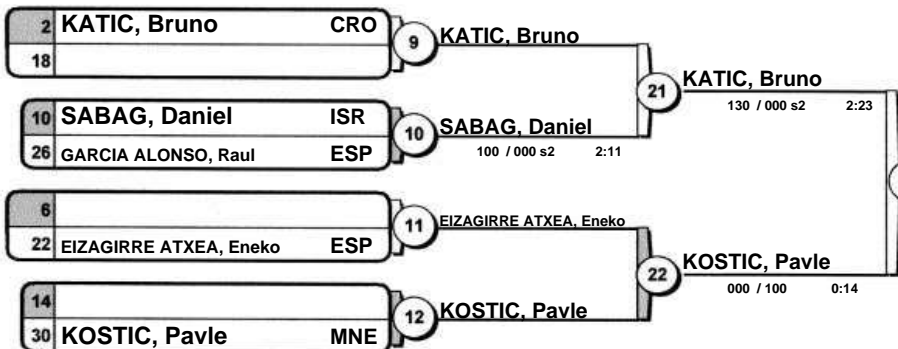 2 KATIC, Bruno CRO
18
9 KATIC, Bruno
10 SABAG, Daniel ISR
26 GARCIA ALONSO, Raul ESP
10 SABAG, Daniel
100 / 000 s2 2:11
21 KATIC, Bruno
130 / 000 s2 2:23
6
22 EIZAGIRRE ATXEA, Eneko ESP
11 EIZAGIRRE ATXEA, Eneko
14
30 KOSTIC, Pavle MNE
12 KOSTIC, Pavle
22 KOSTIC, Pavle
000 / 100 0:14